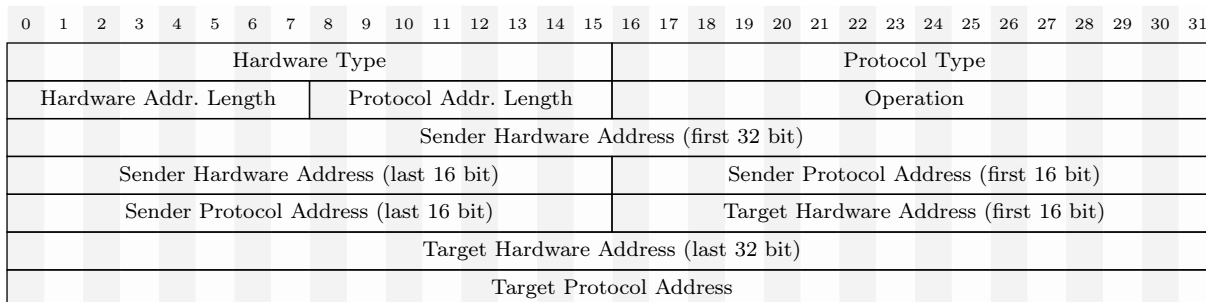 0 1 2 3 4 5 6 7 8 9 10 11 12 13 14 15 16 17 18 19 20 21 22 23 24 25 26 27 28 29 30 31
Hardware Type Protocol Type
Hardware Addr. Length Protocol Addr. Length Operation
Sender Hardware Address (first 32 bit)
Sender Hardware Address (last 16 bit) Sender Protocol Address (first 16 bit)
Sender Protocol Address (last 16 bit) Target Hardware Address (first 16 bit)
Target Hardware Address (last 32 bit)
Target Protocol Address